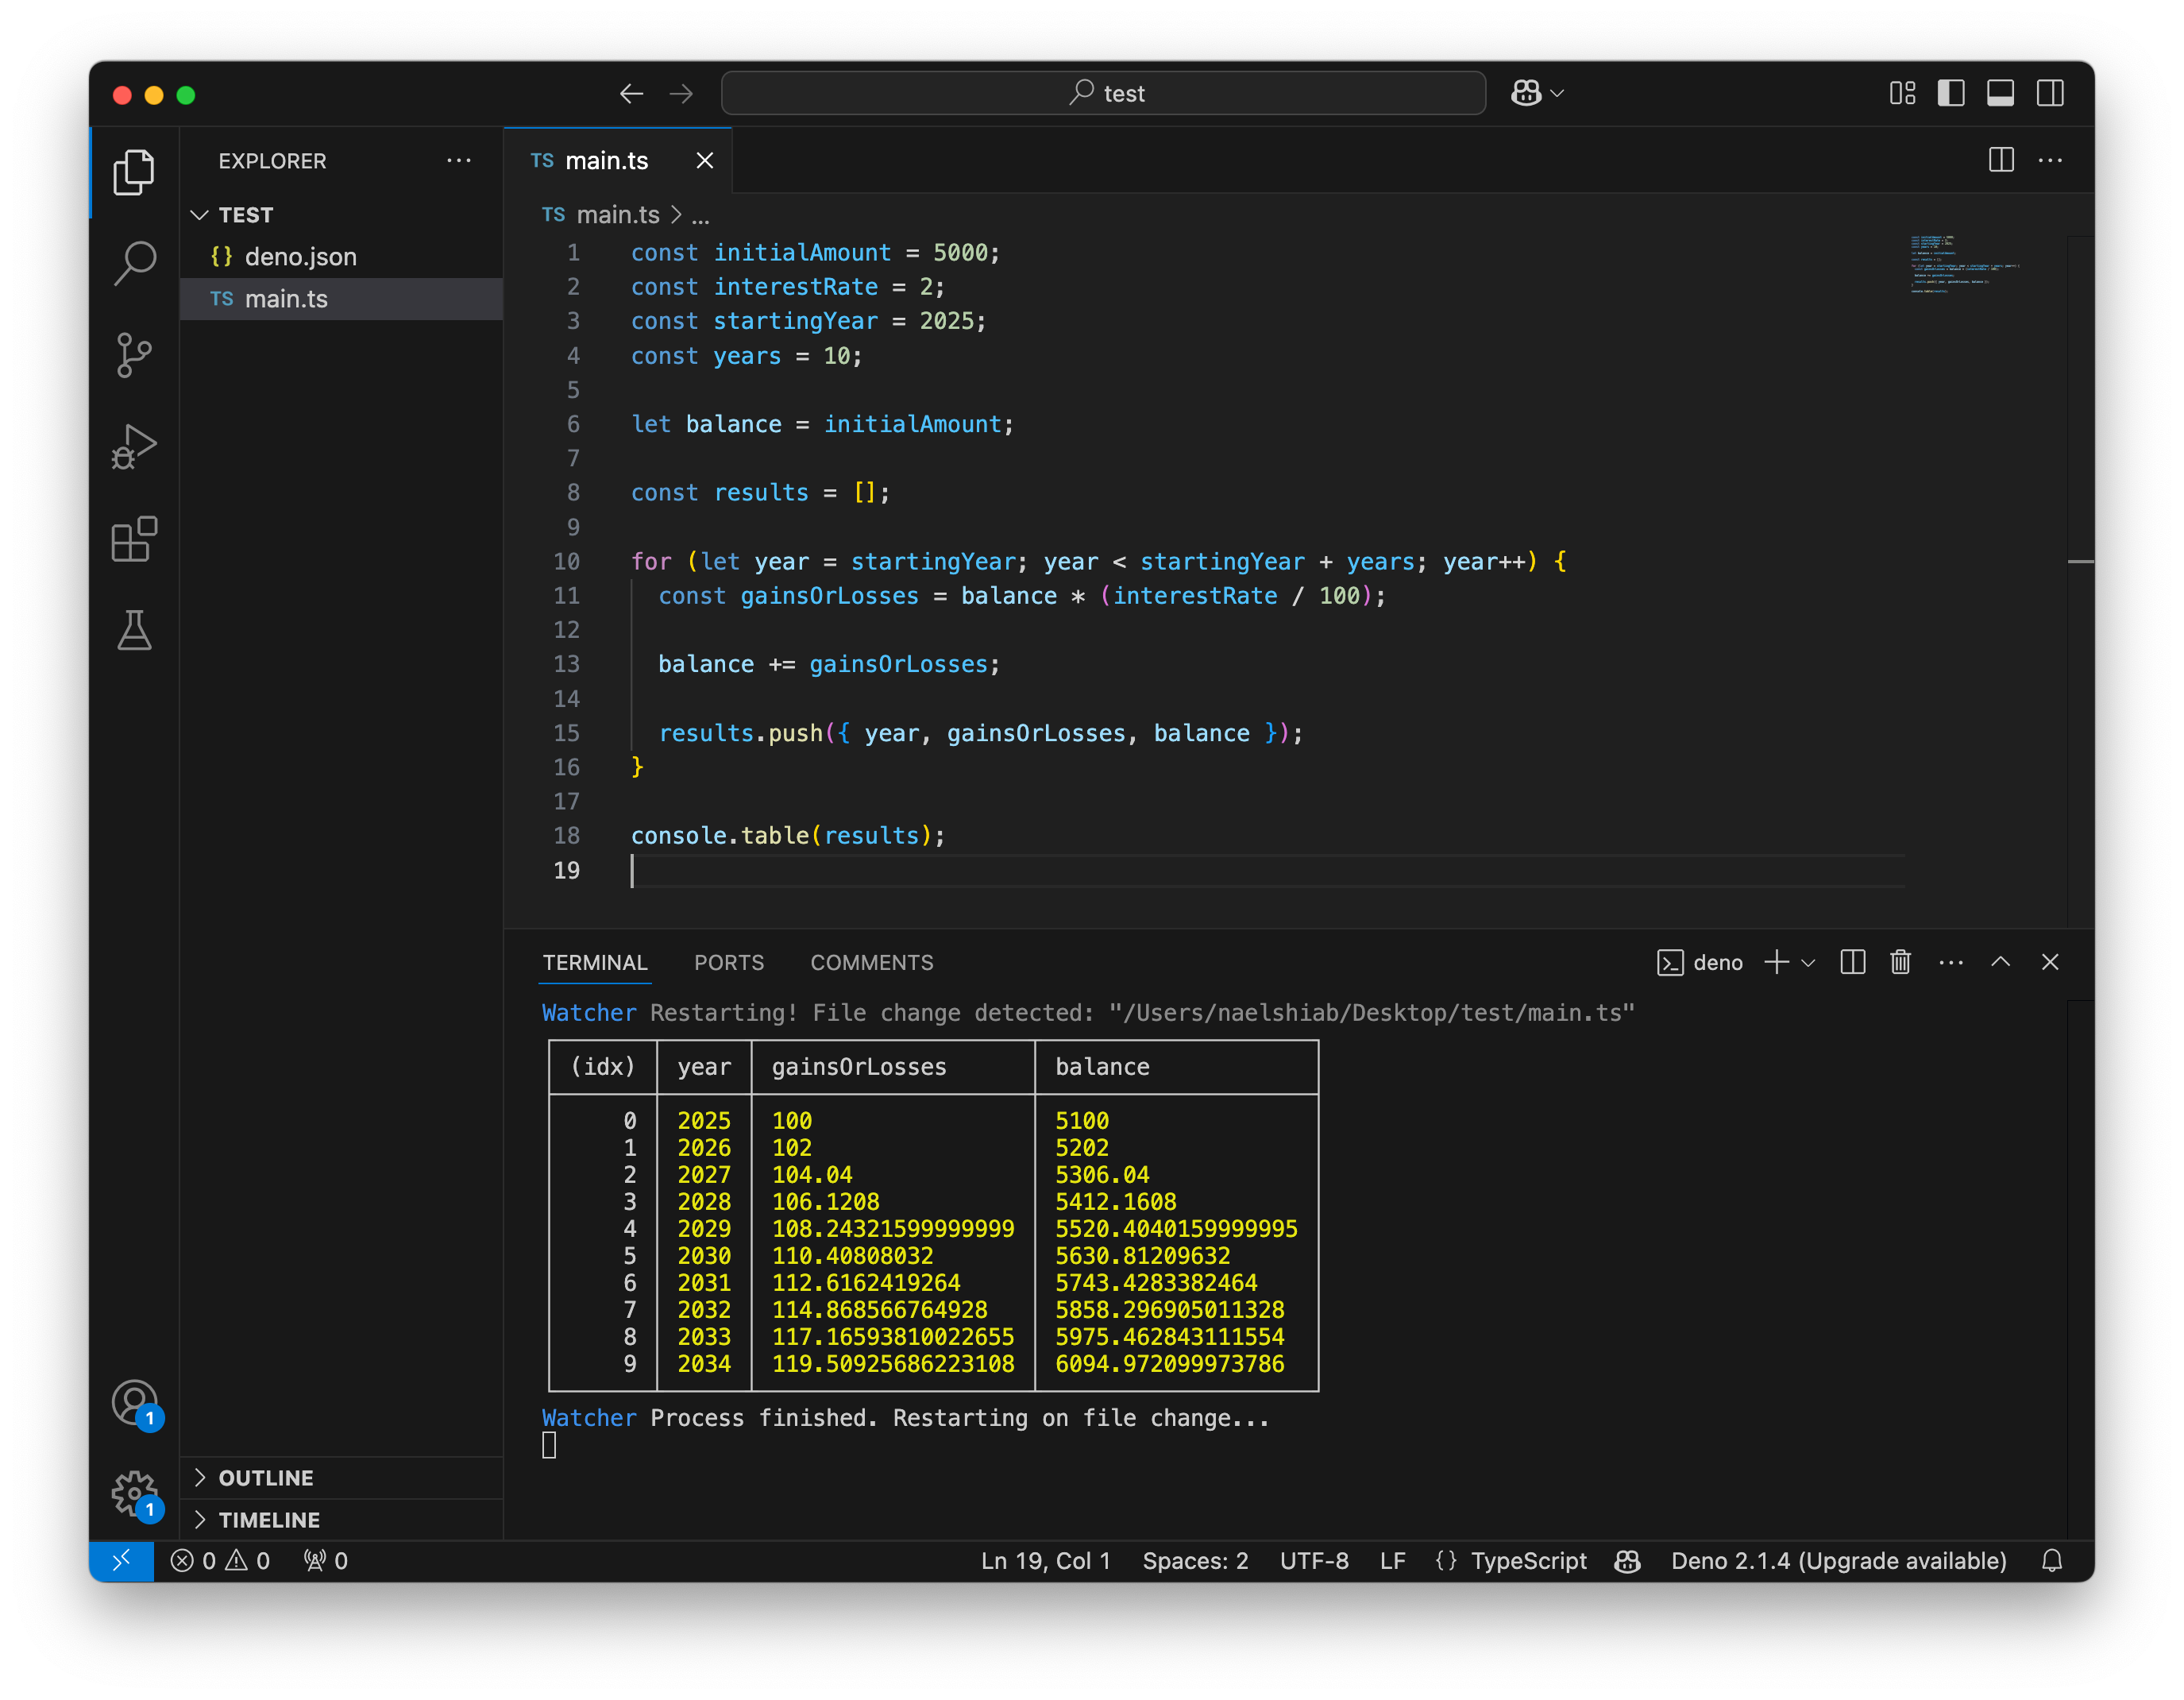 test
EXPLORER
TEST
{} deno.json
TS main.ts
OUTLINE
TIMELINE
TS main.ts
TS main.ts > ...
1 const initialAmount = 5000;
2 const interestRate = 2;
3 const startingYear = 2025;
4 const years = 10;
5
6 let balance = initialAmount;
7
8 const results = [];
9
10 for (let year = startingYear; year < startingYear + years; year++) {
11 const gainsOrLosses = balance * (interestRate / 100);
12
13 balance += gainsOrLosses;
14
15 results.push({ year, gainsOrLosses, balance });
16 }
17
18 console.table(results);
19
TERMINAL PORTS COMMENTS deno
Watcher Restarting! File change detected: "/Users/naelshiab/Desktop/test/main.ts"
(idx) year gainsOrLosses balance
0 2025 100 5100
1 2026 102 5202
2 2027 104.04 5306.04
3 2028 106.1208 5412.1608
4 2029 108.24321599999999 5520.4040159999995
5 2030 110.40808032 5630.81209632
6 2031 112.6162419264 5743.4283382464
7 2032 114.868566764928 5858.296905011328
8 2033 117.16593810022655 5975.462843111554
9 2034 119.50925686223108 6094.972099973786
Watcher Process finished. Restarting on file change...
1
1
0 0 0 Ln 19, Col 1 Spaces: 2 UTF-8 LF {} TypeScript Deno 2.1.4 (Upgrade available)